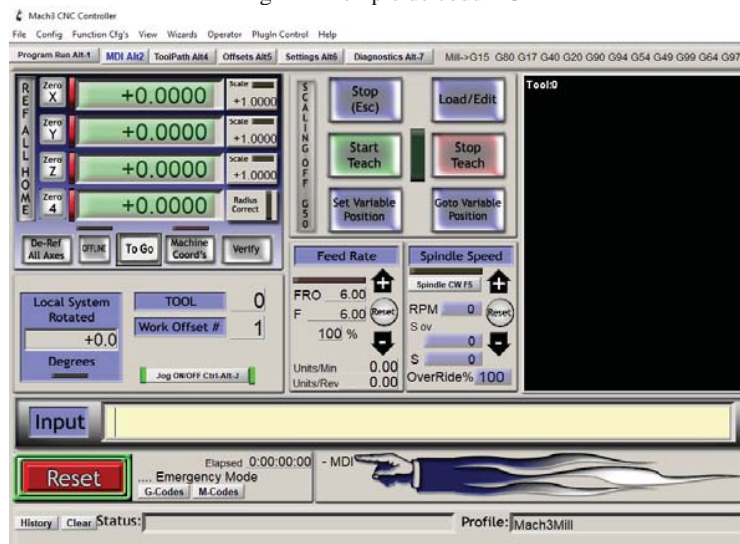 Mach3 CNC Controller
File Config Function Cfg's View Wizards Operator PlugIn Control Help
Program Run Alt-1 MDI Alt2 ToolPath Alt4 Offsets Alt5 Settings Alt6 Diagnostics Alt-7 Mill->G15 G80 G17 G40 G20 G90 G94 G54 G49 G99 G64 G97
REF ALL HOME
Zero X +0.0000 Scale +1.0000
Zero Y +0.0000 Scale +1.0000
Zero Z +0.0000 Scale +1.0000
Zero 4 +0.0000 Radius Correct
De-Ref All Axes OFFLINE To Go Machine Coord's Verify
SCALING OFF G50
Stop (Esc) Load/Edit
Start Teach Stop Teach
Set Variable Position Goto Variable Position
Tool:0
Local System Rotated
+0.0
Degrees
TOOL 0
Work Offset # 1
Jog ON/OFF Ctrl-Alt-J
Feed Rate
FRO 6.00
F 6.00 Reset
100 %
Units/Min 0.00
Units/Rev 0.00
Spindle Speed
Spindle CW F5
RPM 0 Reset
S ov
0
S 0
OverRide% 100
Input
Reset
Elapsed 0:00:00:00
.... Emergency Mode
G-Codes M-Codes
- MDI
History Clear Status:
Profile: Mach3Mill